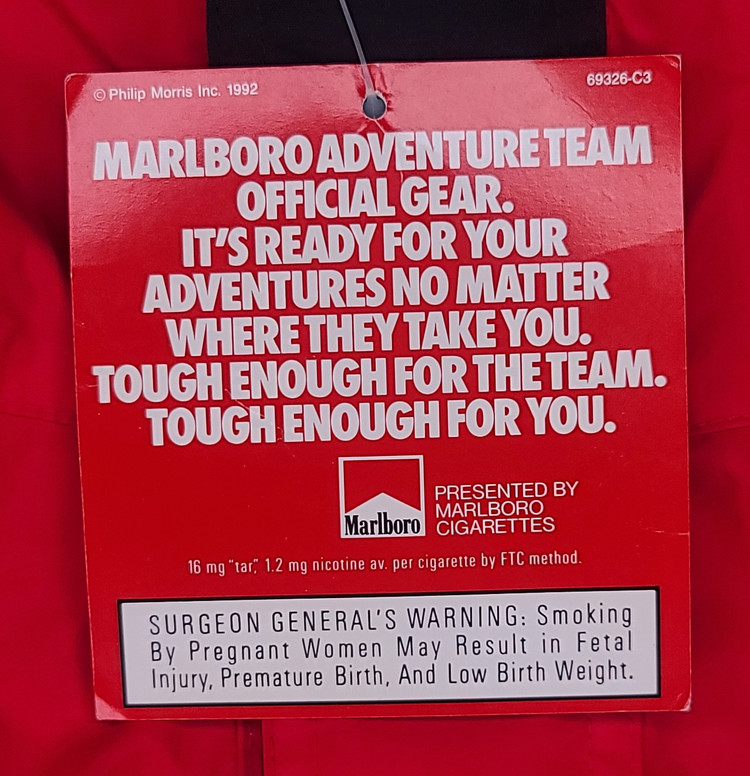 © Philip Morris Inc. 1992
69326-C3
MARLBORO ADVENTURE TEAM
OFFICIAL GEAR.
IT'S READY FOR YOUR
ADVENTURES NO MATTER
WHERE THEY TAKE YOU.
TOUGH ENOUGH FOR THE TEAM.
TOUGH ENOUGH FOR YOU.
Marlboro
PRESENTED BY
MARLBORO
CIGARETTES
16 mg "tar," 1.2 mg nicotine av. per cigarette by FTC method.
SURGEON GENERAL'S WARNING: Smoking
By Pregnant Women May Result in Fetal
Injury, Premature Birth, And Low Birth Weight.